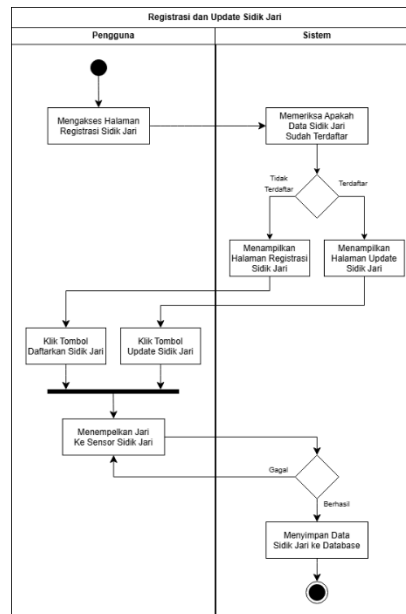 Registrasi dan Update Sidik Jari
Pengguna
Sistem
Mengakses Halaman
Registrasi Sidik Jari
Memeriksa Apakah
Data Sidik Jari
Sudah Terdaftar
Tidak
Terdaftar
Terdaftar
Menampilkan
Halaman Registrasi
Sidik Jari
Menampilkan
Halaman Update
Sidik Jari
Klik Tombol
Daftarkan Sidik Jari
Klik Tombol
Update Sidik Jari
Menempelkan Jari
Ke Sensor Sidik Jari
Gagal
Berhasil
Menyimpan Data
Sidik Jari ke Database